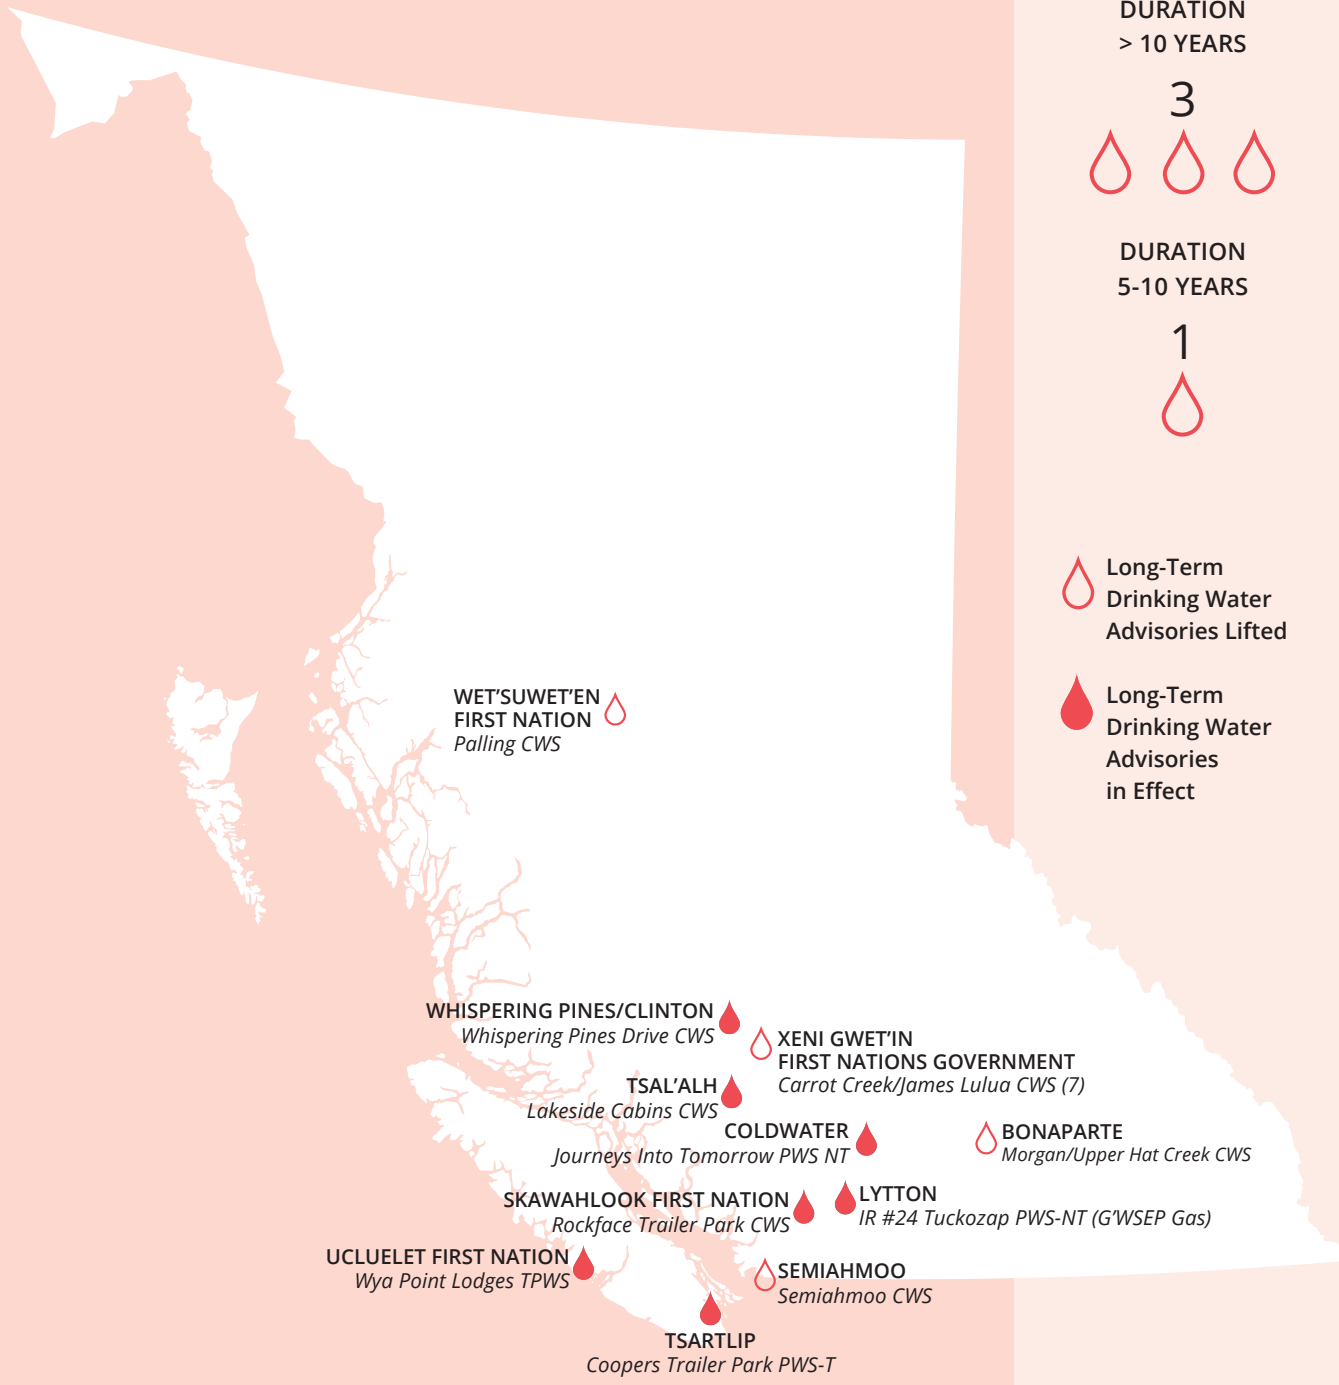 DURATION
> 10 YEARS
3
DURATION
5-10 YEARS
1
Long-Term
Drinking Water
Advisories Lifted
Long-Term
Drinking Water
Advisories
in Effect
WET’SUWET’EN
FIRST NATION
Palling CWS
WHISPERING PINES/CLINTON
Whispering Pines Drive CWS
XENI GWET’IN
FIRST NATIONS GOVERNMENT
Carrot Creek/James Lulua CWS (7)
TSAL’ALH
Lakeside Cabins CWS
COLDWATER
Journeys Into Tomorrow PWS NT
BONAPARTE
Morgan/Upper Hat Creek CWS
SKAWAHLOOK FIRST NATION
Rockface Trailer Park CWS
LYTTON
IR #24 Tuckozap PWS-NT (G’WSEP Gas)
UCLUELET FIRST NATION
Wya Point Lodges TPWS
SEMIAHMOO
Semiahmoo CWS
TSARTLIP
Coopers Trailer Park PWS-T